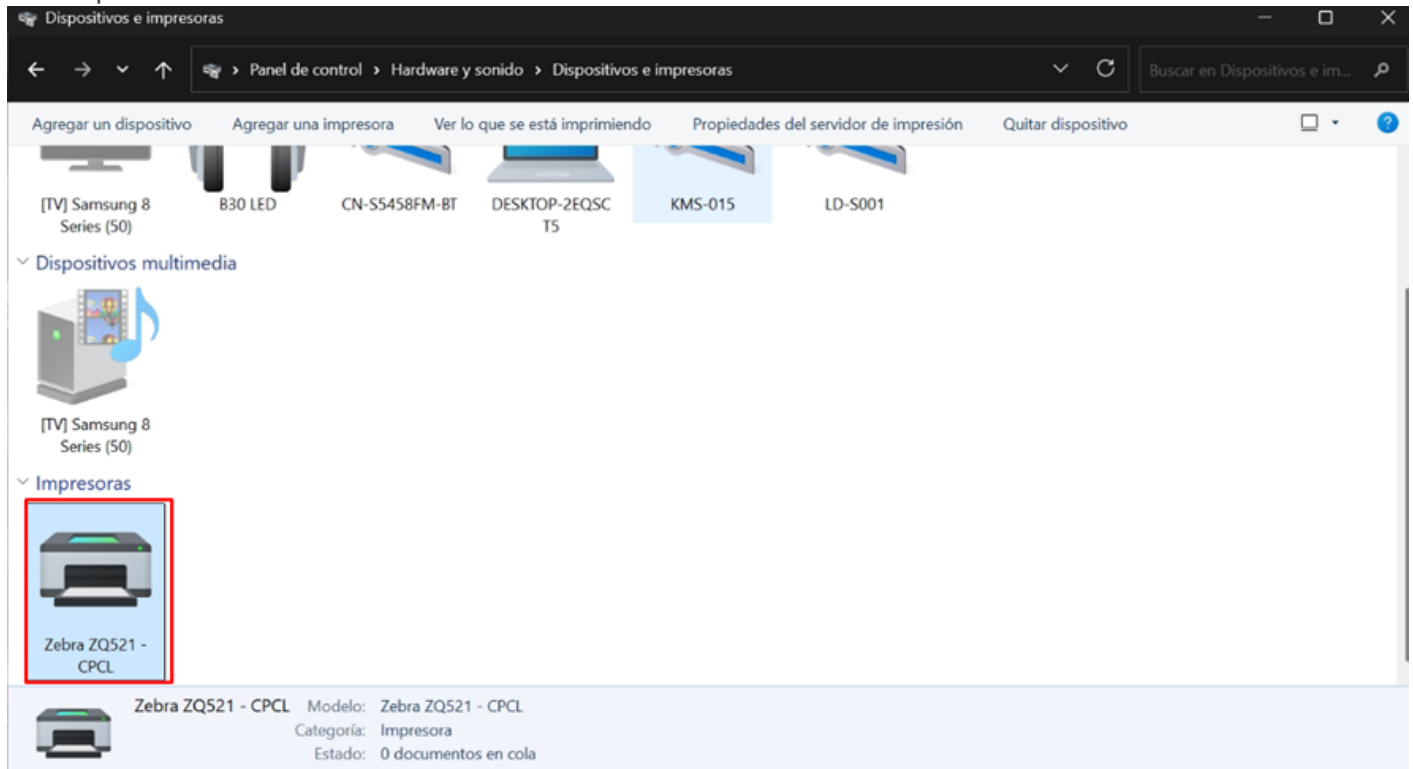 Dispositivos e impresoras
Panel de control > Hardware y sonido > Dispositivos e impresoras
Buscar en Dispositivos e im...
Agregar un dispositivo Agregar una impresora Ver lo que se está imprimiendo Propiedades del servidor de impresión Quitar dispositivo
[TV] Samsung 8 Series (50)
B30 LED
CN-S5458FM-BT
DESKTOP-2EQSCT5
KMS-015
LD-S001
Dispositivos multimedia
[TV] Samsung 8
Series (50)
Impresoras
Zebra ZQ521 -
CPCL
Zebra ZQ521 - CPCL Modelo: Zebra ZQ521 - CPCL
Categoría: Impresora
Estado: 0 documentos en cola